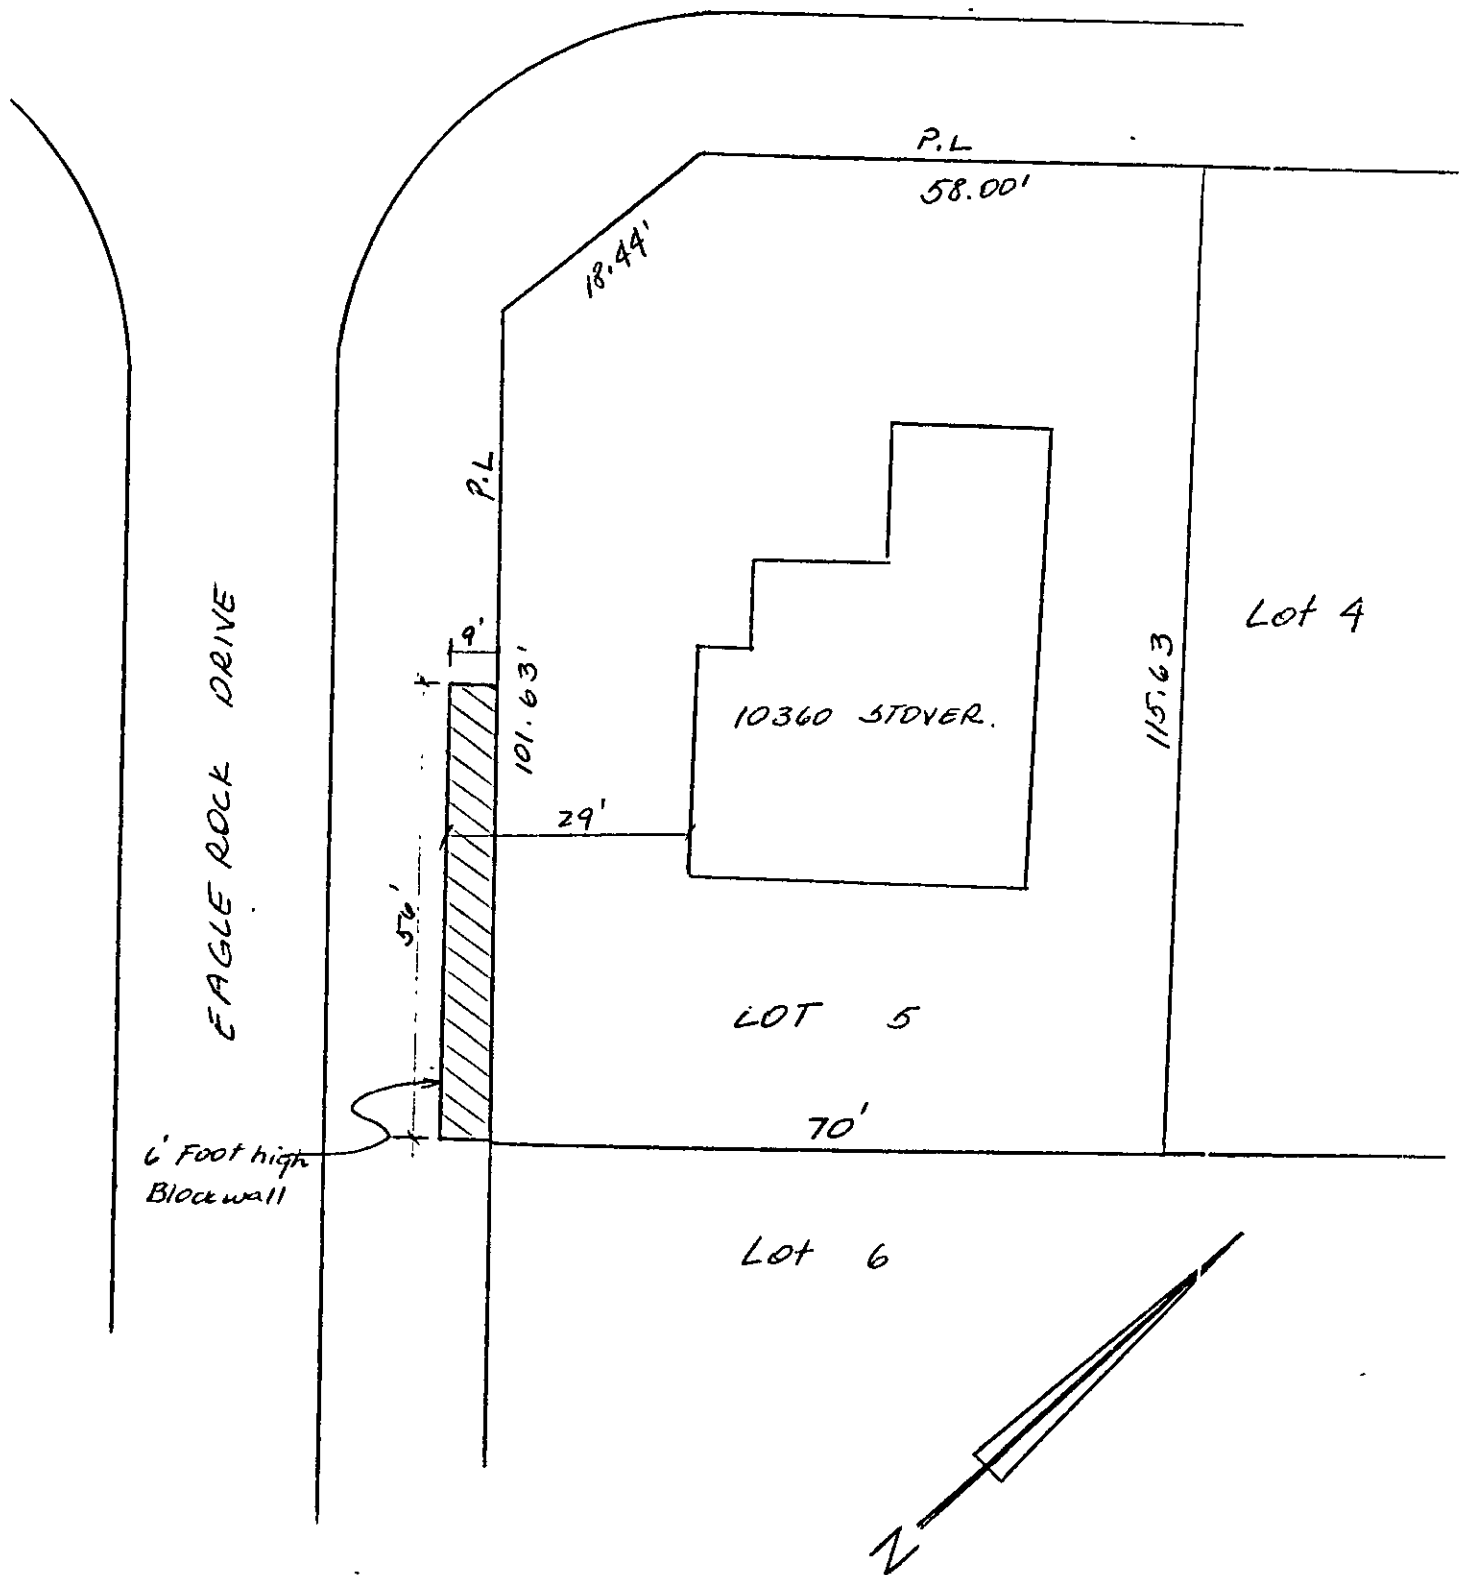 P.L
58.00'
18.44'
P.L
EAGLE ROCK DRIVE
9'
101.63'
10360 STOVER.
115.63
Lot 4
29'
56'
LOT 5
70'
6' Foot high
Blockwall
Lot 6
N